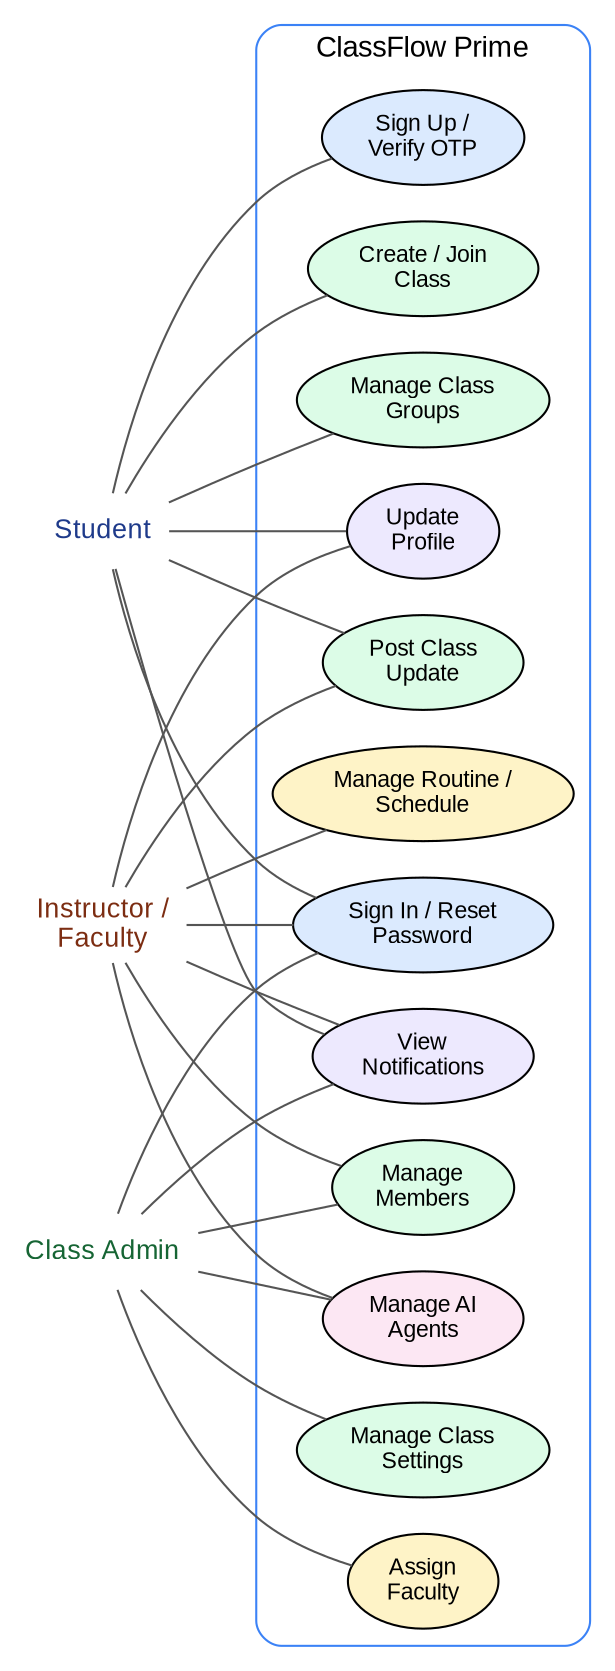 ClassFlow Prime
Sign Up /
Verify OTP
Create / Join
Class
Manage Class
Groups
Student
Update
Profile
Post Class
Update
Manage Routine /
Schedule
Instructor /
Faculty
Sign In / Reset
Password
View
Notifications
Manage
Members
Class Admin
Manage AI
Agents
Manage Class
Settings
Assign
Faculty